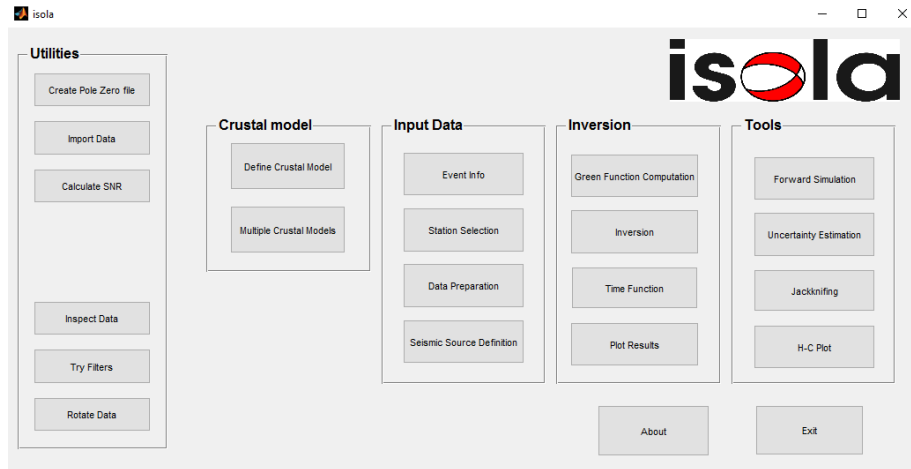 isola
isola
Utilities
Create Pole Zero file
Import Data
Calculate SNR
Inspect Data
Try Filters
Rotate Data
Crustal model
Define Crustal Model
Multiple Crustal Models
Input Data
Event Info
Station Selection
Data Preparation
Seismic Source Definition
Inversion
Green Function Computation
Inversion
Time Function
Plot Results
Tools
Forward Simulation
Uncertainty Estimation
Jackknifing
H-C Plot
About
Exit